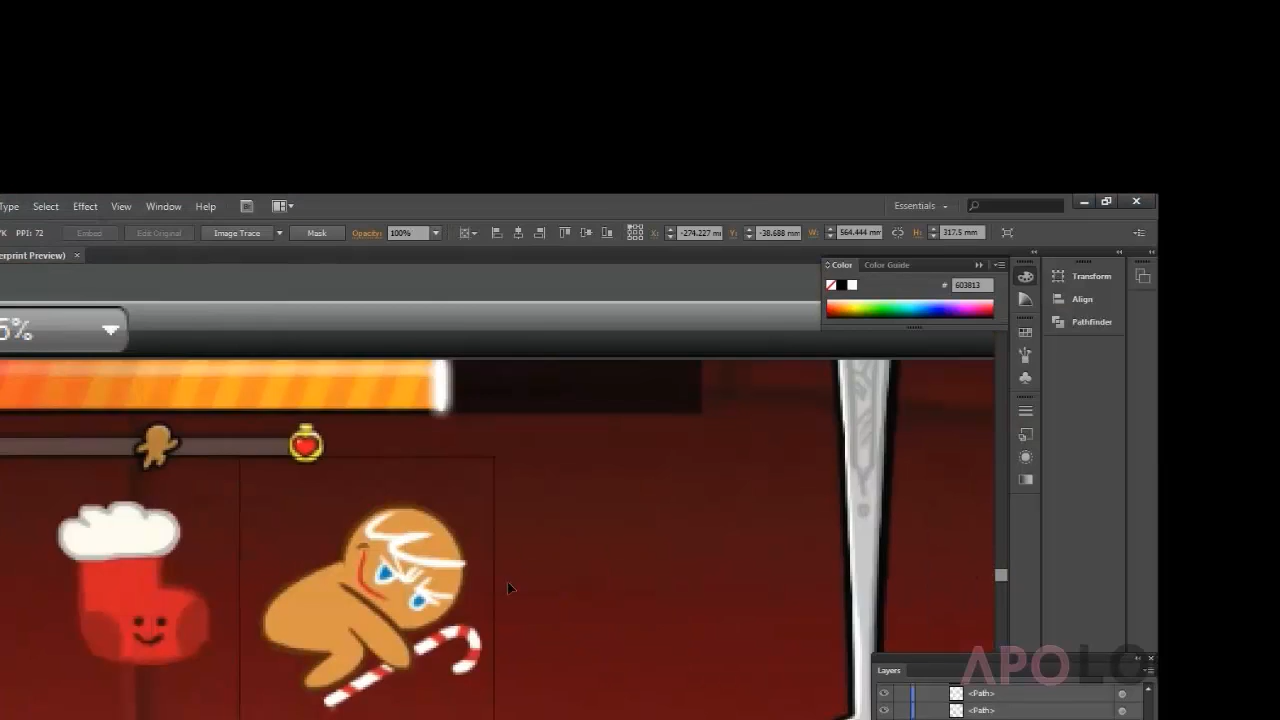 Type Select Effect View Window Help Br Essentials
PPI: 72 Embed Edit Original Image Trace Mask Opacity: 100% X: -274.227 m Y: -38.688 mm W: 564.444 mm H: 317.5 mm
erprint Preview) ×
Color Color Guide
# 603813
Transform
Align
Pathfinder
5%
APOLO
Layers
<Path>
<Path>